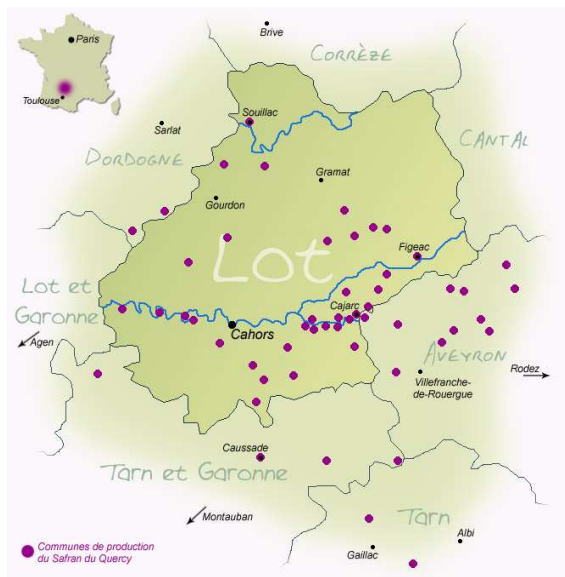 Paris
Toulouse
Brive
CORRÈZE
Souillac
Sarlat
CANTAL
DORDOGNE
Gramat
Gourdon
Lot
Figeac
Lot et
Garonne
Cajarc
Cahors
Agen
AVEYRON
Rodez
Villefranche-
de-Rouergue
Caussade
Tarn et Garonne
Montauban
Tarn
Albi
Gaillac
Communes de production
du Safran du Quercy